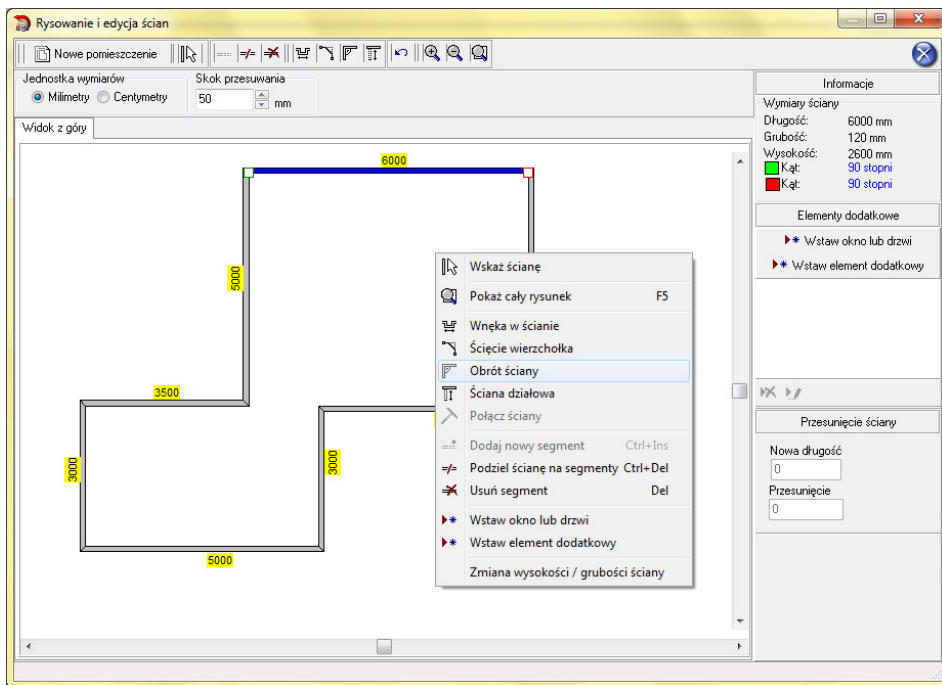 Rysowanie i edycja ścian
Nowe pomieszczenie
Jednostka wymiarów
Skok przesuwania
Milimetry
Centymetry
50
mm
Widok z góry
6000
5000
3500
3000
3000
5000
Wskaż ścianę
Pokaż cały rysunek F5
Wnęka w ścianie
Ścięcie wierzchołka
Obrót ściany
Ściana działowa
Połącz ściany
Dodaj nowy segment Ctrl+Ins
Podziel ścianę na segmenty Ctrl+Del
Usuń segment Del
Wstaw okno lub drzwi
Wstaw element dodatkowy
Zmiana wysokości / grubości ściany
Informacje
Wymiary ściany
Długość: 6000 mm
Grubość: 120 mm
Wysokość: 2600 mm
Kąt: 90 stopni
Kąt: 90 stopni
Elementy dodatkowe
Wstaw okno lub drzwi
Wstaw element dodatkowy
Przesunięcie ściany
Nowa długość
0
Przesunięcie
0